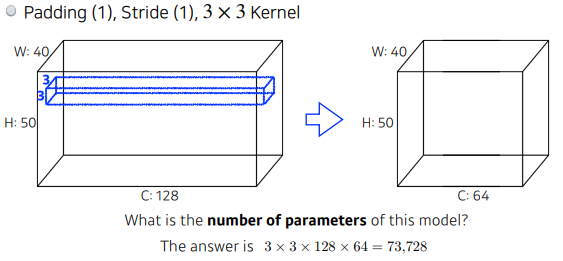 Padding (1), Stride (1), 3 × 3 Kernel
W: 40
W: 40
3
3
H: 50
H: 50
C: 128
C: 64
What is the number of parameters of this model?
The answer is 3 × 3 × 128 × 64 = 73,728